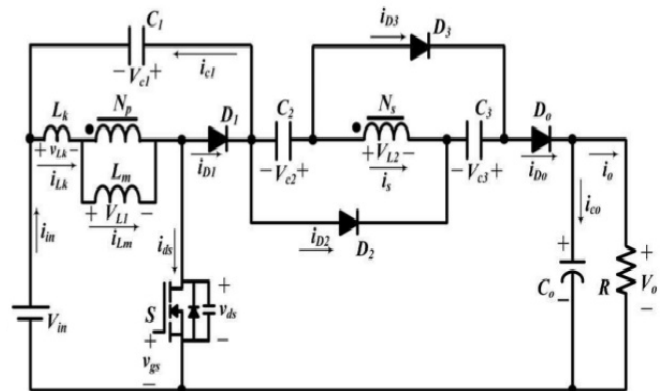 C1
iD3
D3
− Vc1 +
ic1
Lk
Np
D1
C2
Ns
C3
Do
+ vLk −
iLk
Lm
iD1
− Vc2 +
+ VL2 −
is
− Vc3 +
iDo
io
+ VL1 −
iLm
iin
ids
iD2
D2
ico
Vin
S
+
vds
−
+
vgs
−
+
Co
−
R
+
Vo
−